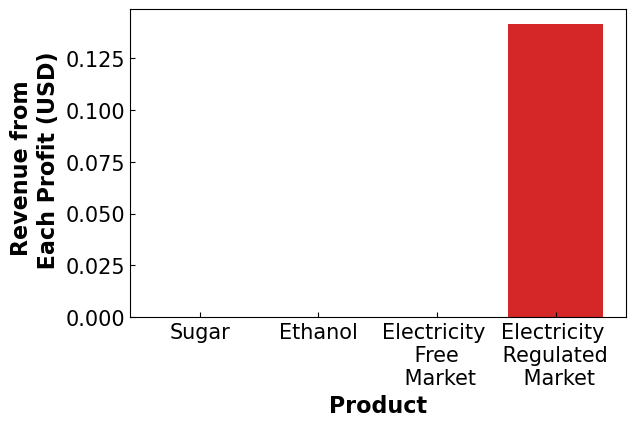 Revenue from
Each Profit (USD)
0.125
0.100
0.075
0.050
0.025
0.000
Sugar
Ethanol
Electricity
Free
Market
Electricity
Regulated
Market
Product